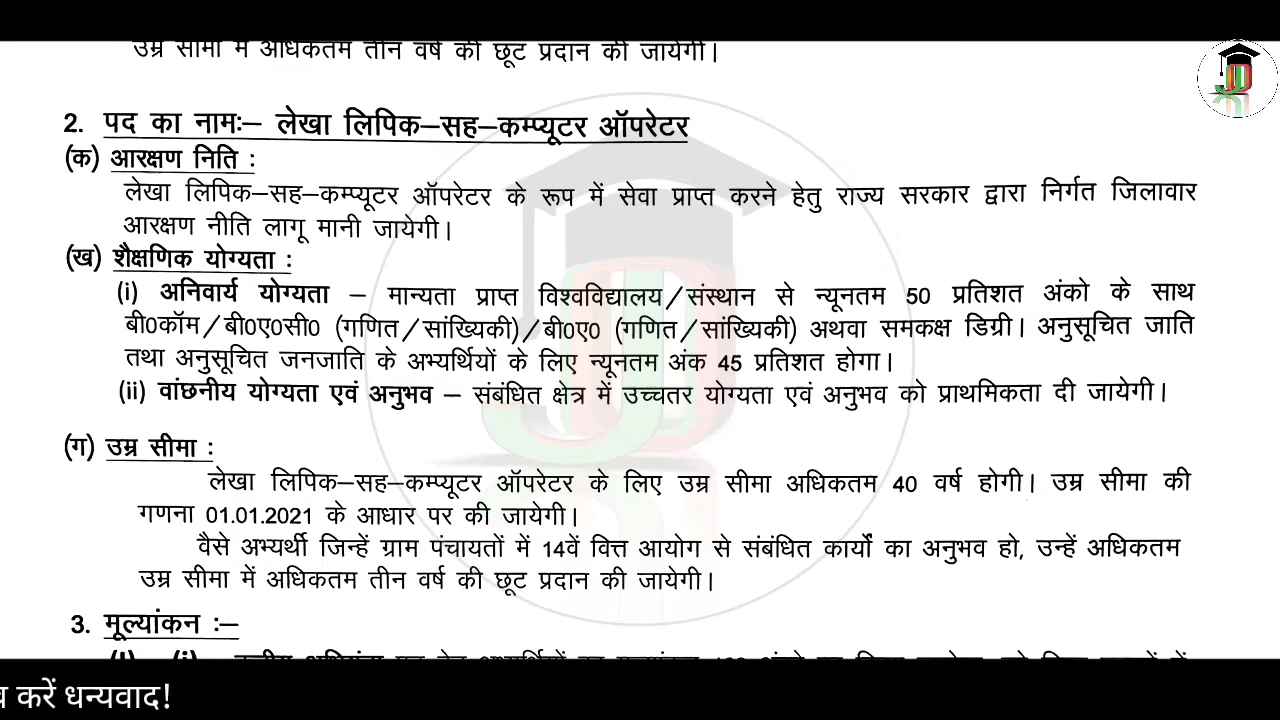 उम्र सीमा में अधिकतम तीन वर्ष की छूट प्रदान की जायेगी।
2. पद का नामः– लेखा लिपिक–सह–कम्प्यूटर ऑपरेटर
(क) आरक्षण निति :
लेखा लिपिक–सह–कम्प्यूटर ऑपरेटर के रूप में सेवा प्राप्त करने हेतु राज्य सरकार द्वारा निर्गत जिलावार
आरक्षण नीति लागू मानी जायेगी।
(ख) शैक्षणिक योग्यता :
(i) अनिवार्य योग्यता – मान्यता प्राप्त विश्वविद्यालय/संस्थान से न्यूनतम 50 प्रतिशत अंको के साथ
बी0कॉम/बी0ए0सी0 (गणित/सांख्यिकी)/बी0ए0 (गणित/सांख्यिकी) अथवा समकक्ष डिग्री। अनुसूचित जाति
तथा अनुसूचित जनजाति के अभ्यर्थियों के लिए न्यूनतम अंक 45 प्रतिशत होगा।
(ii) वांछनीय योग्यता एवं अनुभव – संबंधित क्षेत्र में उच्चतर योग्यता एवं अनुभव को प्राथमिकता दी जायेगी।
(ग) उम्र सीमा :
लेखा लिपिक–सह–कम्प्यूटर ऑपरेटर के लिए उम्र सीमा अधिकतम 40 वर्ष होगी। उम्र सीमा की
गणना 01.01.2021 के आधार पर की जायेगी।
वैसे अभ्यर्थी जिन्हें ग्राम पंचायतों में 14वें वित्त आयोग से संबंधित कार्यों का अनुभव हो, उन्हें अधिकतम
उम्र सीमा में अधिकतम तीन वर्ष की छूट प्रदान की जायेगी।
3. मूल्यांकन :–
करें धन्यवाद!